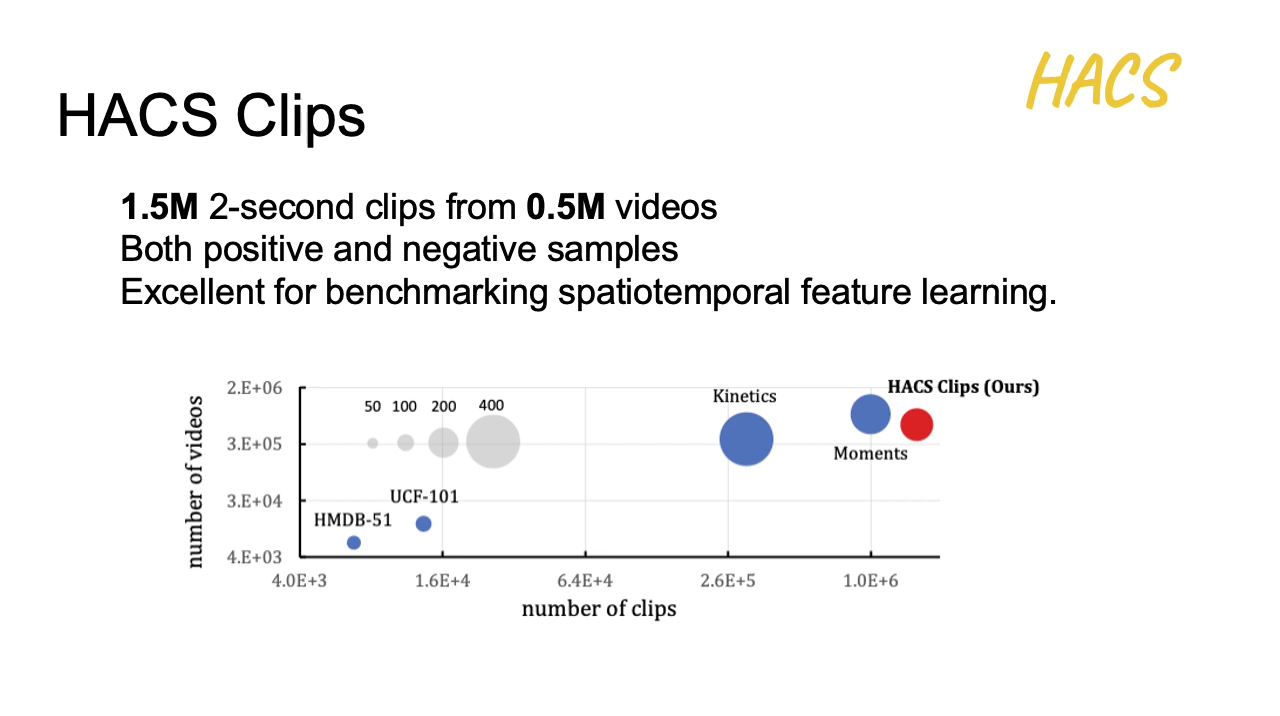 HACS
HACS Clips
1.5M 2-second clips from 0.5M videos
Both positive and negative samples
Excellent for benchmarking spatiotemporal feature learning.
number of videos
2.E+06
3.E+05
3.E+04
4.E+03
50 100 200 400
Kinetics
HACS Clips (Ours)
Moments
UCF-101
HMDB-51
4.0E+3 1.6E+4 6.4E+4 2.6E+5 1.0E+6
number of clips